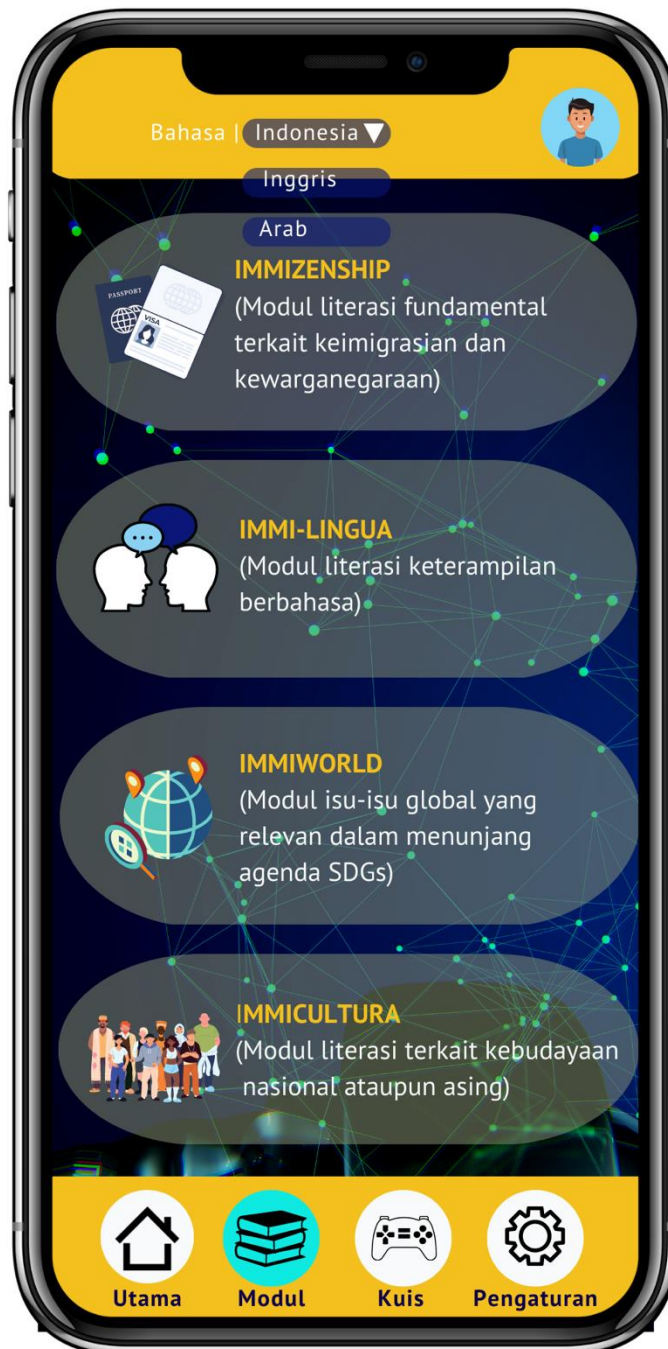 Bahasa | Indonesia ▼
Inggris
Arab
PASSPORT
VISA
IMMIZENSHIP
(Modul literasi fundamental
terkait keimigrasian dan
kewarganegaraan)
IMMI-LINGUA
(Modul literasi keterampilan
berbahasa)
IMMIWORLD
(Modul isu-isu global yang
relevan dalam menunjang
agenda SDGs)
IMMICULTURA
(Modul literasi terkait kebudayaan
nasional ataupun asing)
Utama Modul Kuis Pengaturan